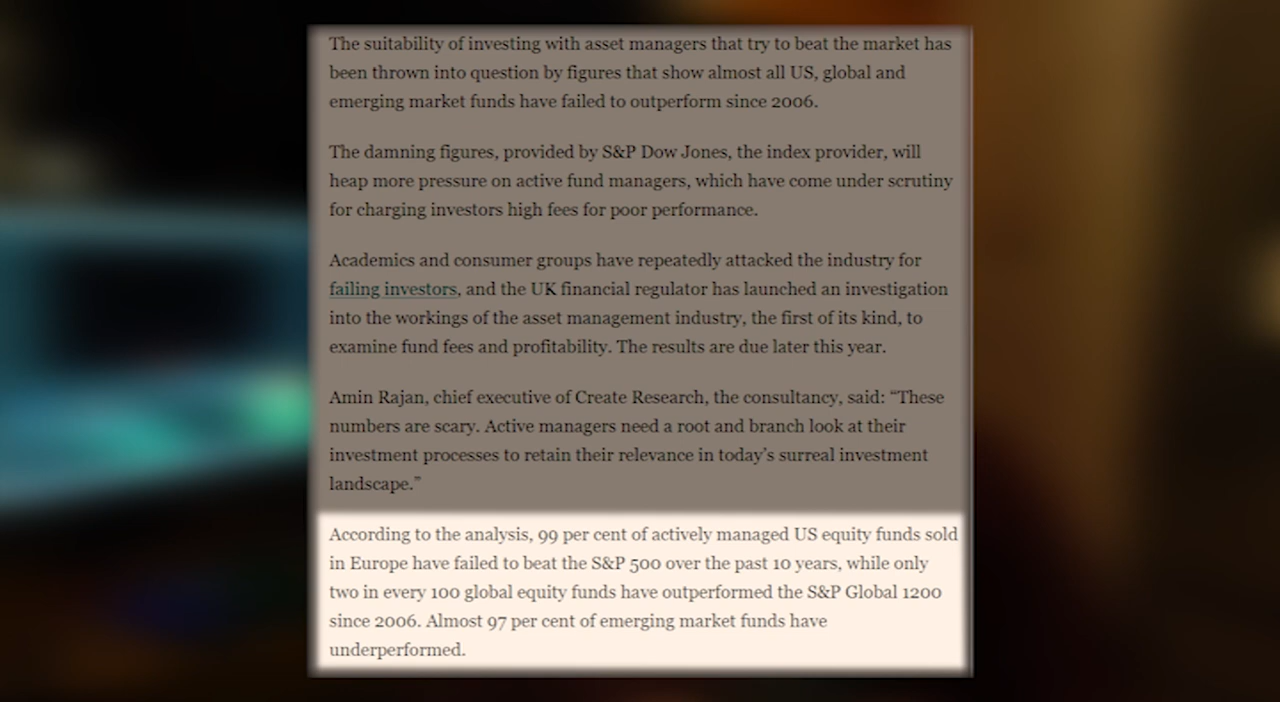 The suitability of investing with asset managers that try to beat the market has
been thrown into question by figures that show almost all US, global and
emerging market funds have failed to outperform since 2006.
The damning figures, provided by S&P Dow Jones, the index provider, will
heap more pressure on active fund managers, which have come under scrutiny
for charging investors high fees for poor performance.
Academics and consumer groups have repeatedly attacked the industry for
failing investors, and the UK financial regulator has launched an investigation
into the workings of the asset management industry, the first of its kind, to
examine fund fees and profitability. The results are due later this year.
Amin Rajan, chief executive of Create Research, the consultancy, said: “These
numbers are scary. Active managers need a root and branch look at their
investment processes to retain their relevance in today’s surreal investment
landscape.”
According to the analysis, 99 per cent of actively managed US equity funds sold
in Europe have failed to beat the S&P 500 over the past 10 years, while only
two in every 100 global equity funds have outperformed the S&P Global 1200
since 2006. Almost 97 per cent of emerging market funds have
underperformed.